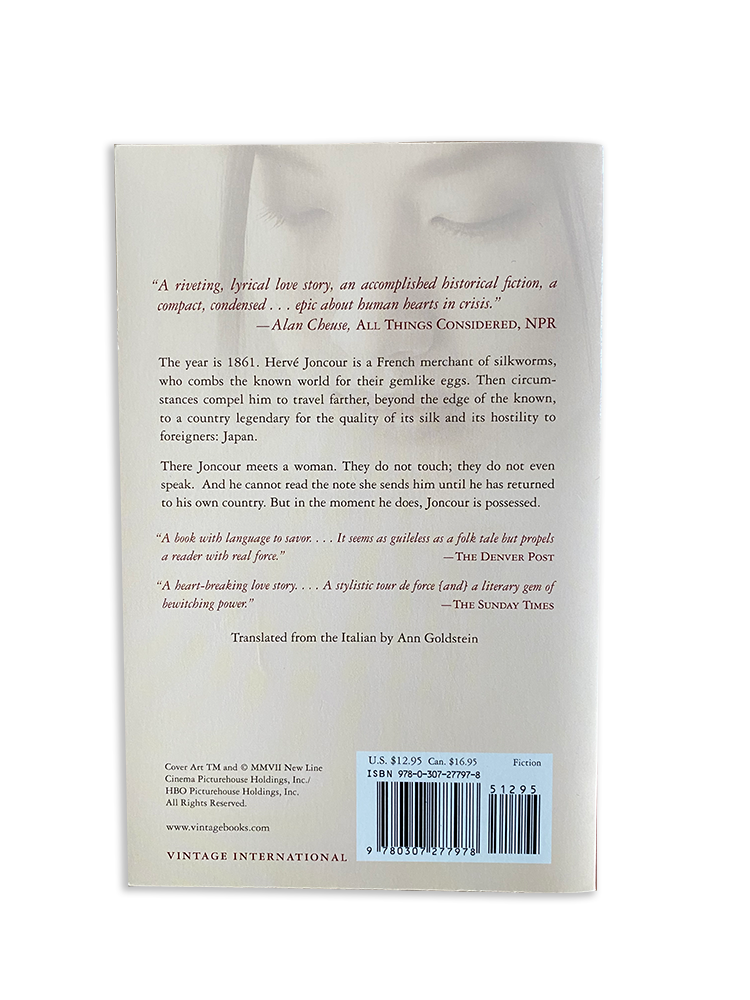 “A riveting, lyrical love story, an accomplished historical fiction, a
compact, condensed . . . epic about human hearts in crisis.”
—Alan Cheuse, ALL THINGS CONSIDERED, NPR
The year is 1861. Hervé Joncour is a French merchant of silkworms,
who combs the known world for their gemlike eggs. Then circum-
stances compel him to travel farther, beyond the edge of the known,
to a country legendary for the quality of its silk and its hostility to
foreigners: Japan.
There Joncour meets a woman. They do not touch; they do not even
speak. And he cannot read the note she sends him until he has returned
to his own country. But in the moment he does, Joncour is possessed.
“A book with language to savor. . . . It seems as guileless as a folk tale but propels
a reader with real force.” —THE DENVER POST
“A heart-breaking love story. . . . A stylistic tour de force {and} a literary gem of
bewitching power.” —THE SUNDAY TIMES
Translated from the Italian by Ann Goldstein
Cover Art TM and © MMVII New Line
Cinema Picturehouse Holdings, Inc./
HBO Picturehouse Holdings, Inc.
All Rights Reserved.
www.vintagebooks.com
VINTAGE INTERNATIONAL
U.S. $12.95 Can. $16.95 Fiction
ISBN 978-0-307-27797-8
51295
9 780307 277978